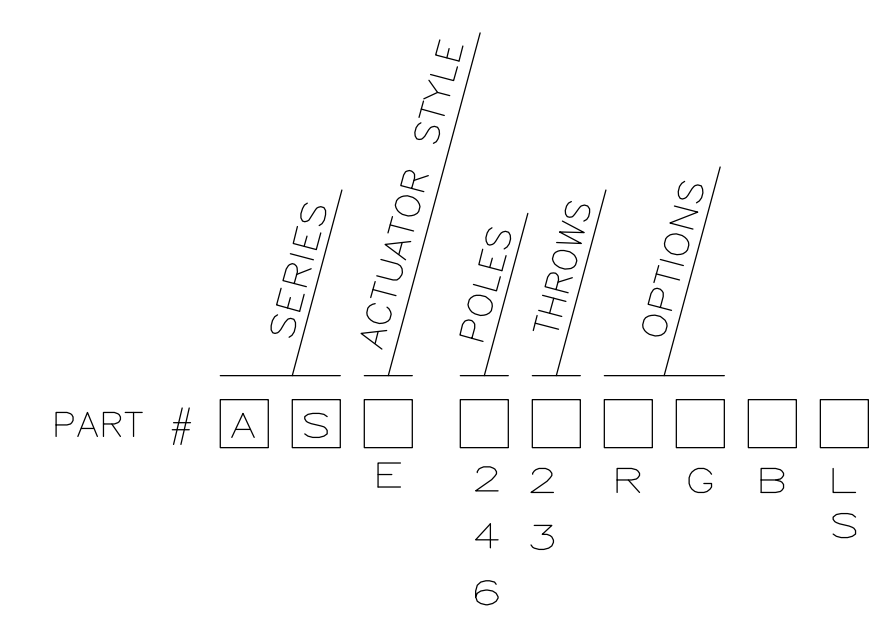 SERIES
ACTUATOR STYLE
POLES
THROWS
OPTIONS
PART # A S
E 2 2 R G B L
4 3 S
6